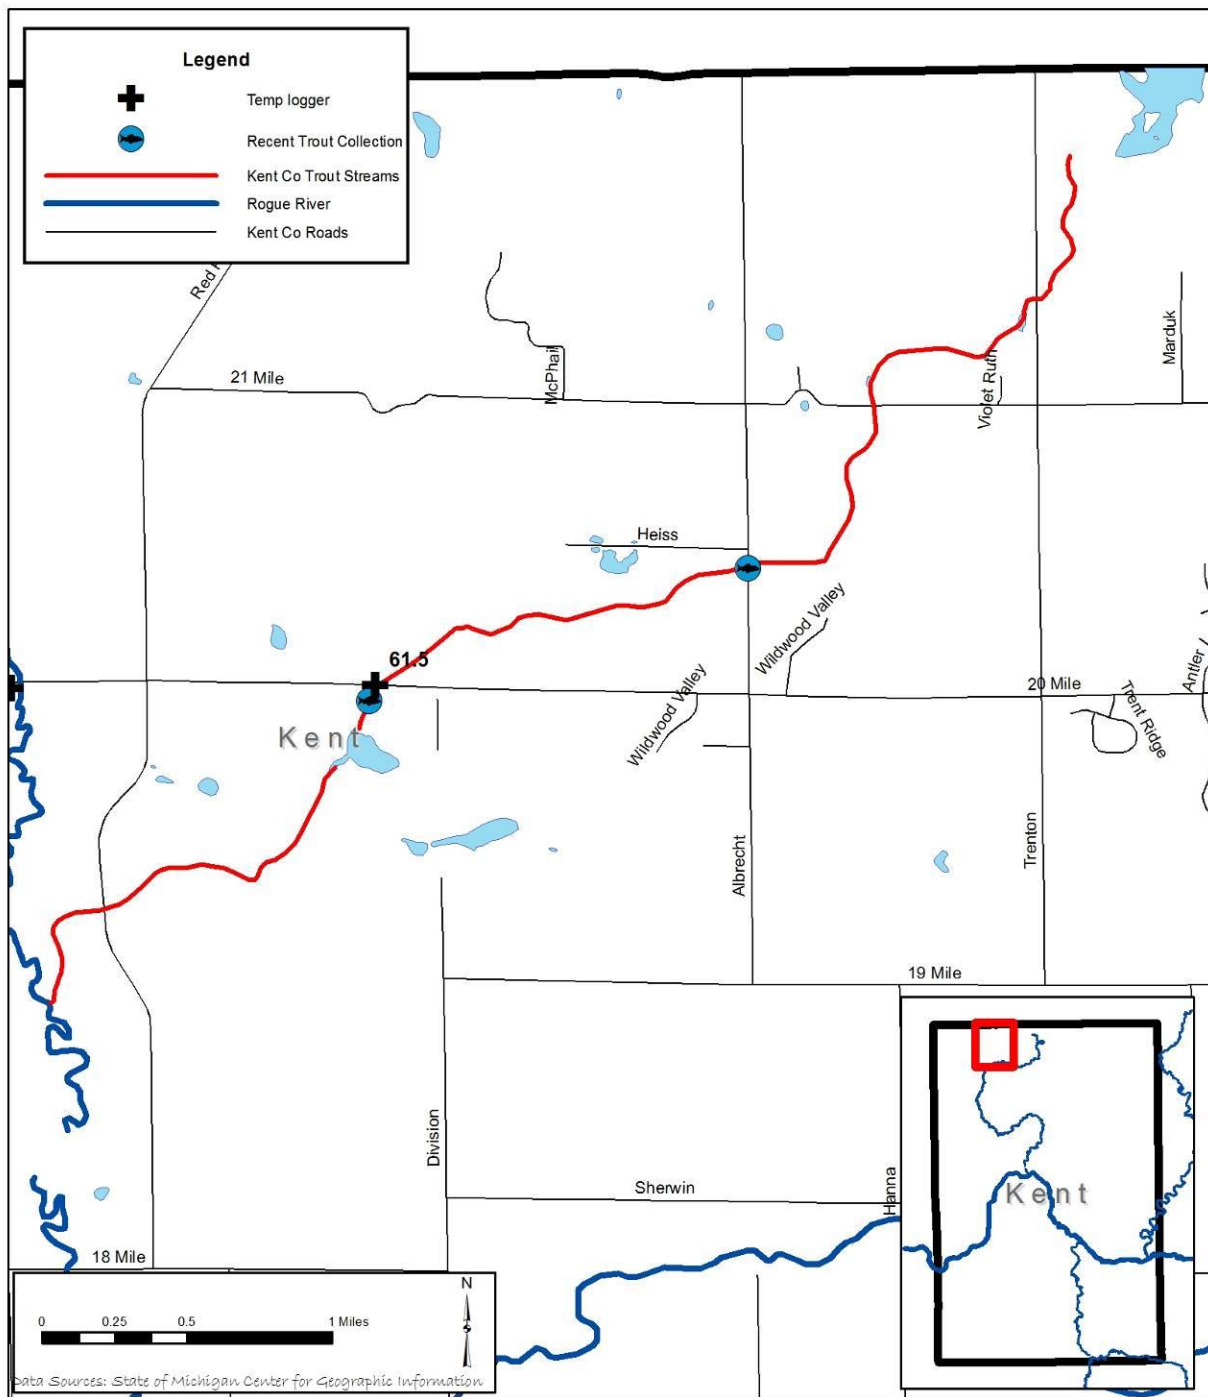 Legend
Temp logger
Recent Trout Collection
Kent Co Trout Streams
Rogue River
Kent Co Roads
Red
21 Mile
McPhail
Violet Ruth
Marduk
Heiss
Wildwood Valley
61.5
Wildwood Valley
20 Mile
Trent Ridge
Antler
Kent
Albrecht
Trenton
19 Mile
Division
Sherwin
Hanna
Kent
18 Mile
0 0.25 0.5 1 Miles
N
Data Sources: State of Michigan Center for Geographic Information